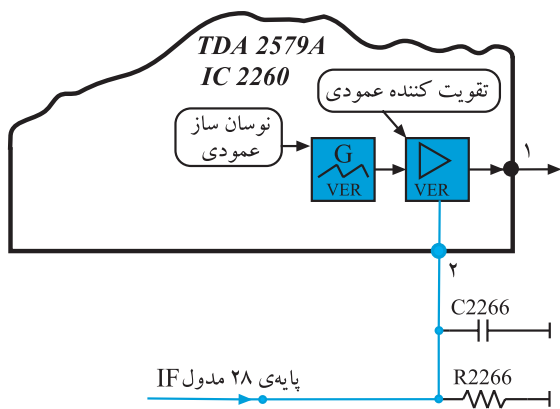 TDA 2579A
IC 2260
تقویت کننده عمودی
نوسان ساز
عمودی
G
VER
VER
۱
۲
C2266
R2266
پایه‌ی ۲۸ مدول IF